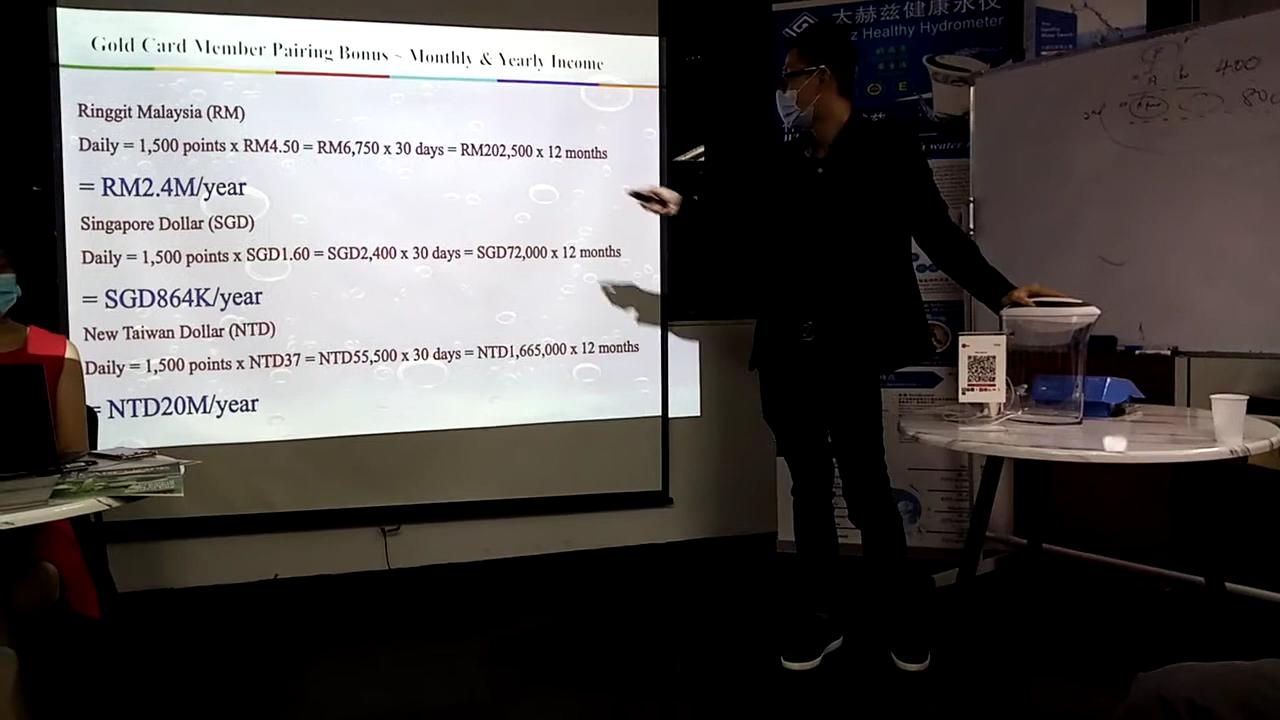 Gold Card Member Pairing Bonus ~ Monthly & Yearly Income
Ringgit Malaysia (RM)
Daily = 1,500 points x RM4.50 = RM6,750 x 30 days = RM202,500 x 12 months
= RM2.4M/year
Singapore Dollar (SGD)
Daily = 1,500 points x SGD1.60 = SGD2,400 x 30 days = SGD72,000 x 12 months
= SGD864K/year
New Taiwan Dollar (NTD)
Daily = 1,500 points x NTD37 = NTD55,500 x 30 days = NTD1,665,000 x 12 months
= NTD20M/year
太赫兹健康水仪
z Healthy Hydrometer
E
water
400